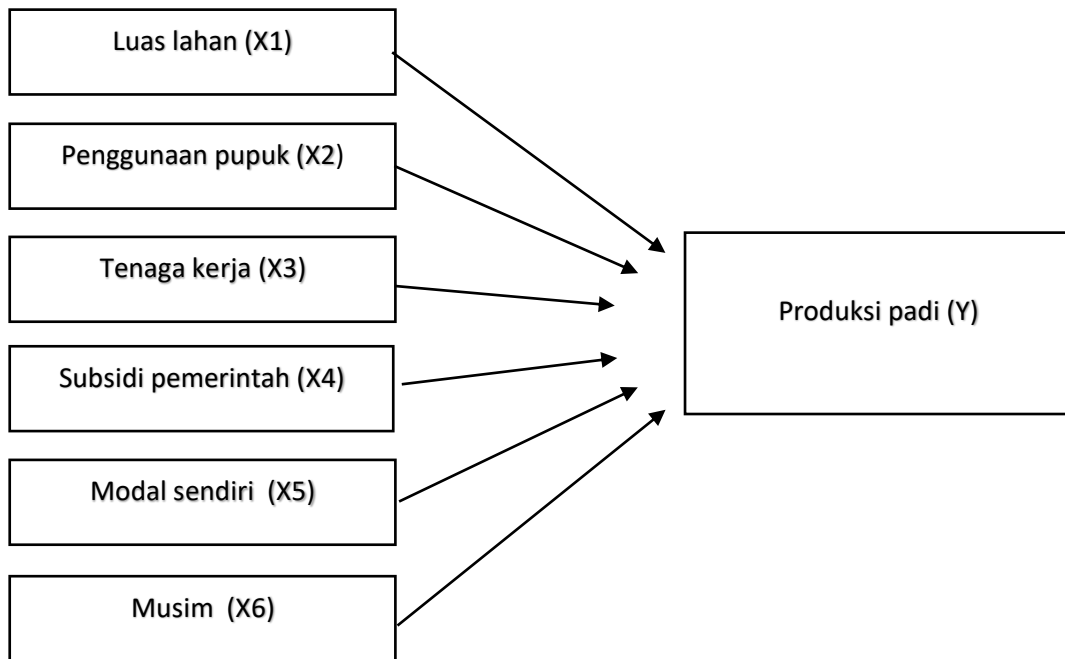 Luas lahan (X1)
Penggunaan pupuk (X2)
Tenaga kerja (X3)
Subsidi pemerintah (X4)
Modal sendiri  (X5)
Musim  (X6)
Produksi padi (Y)